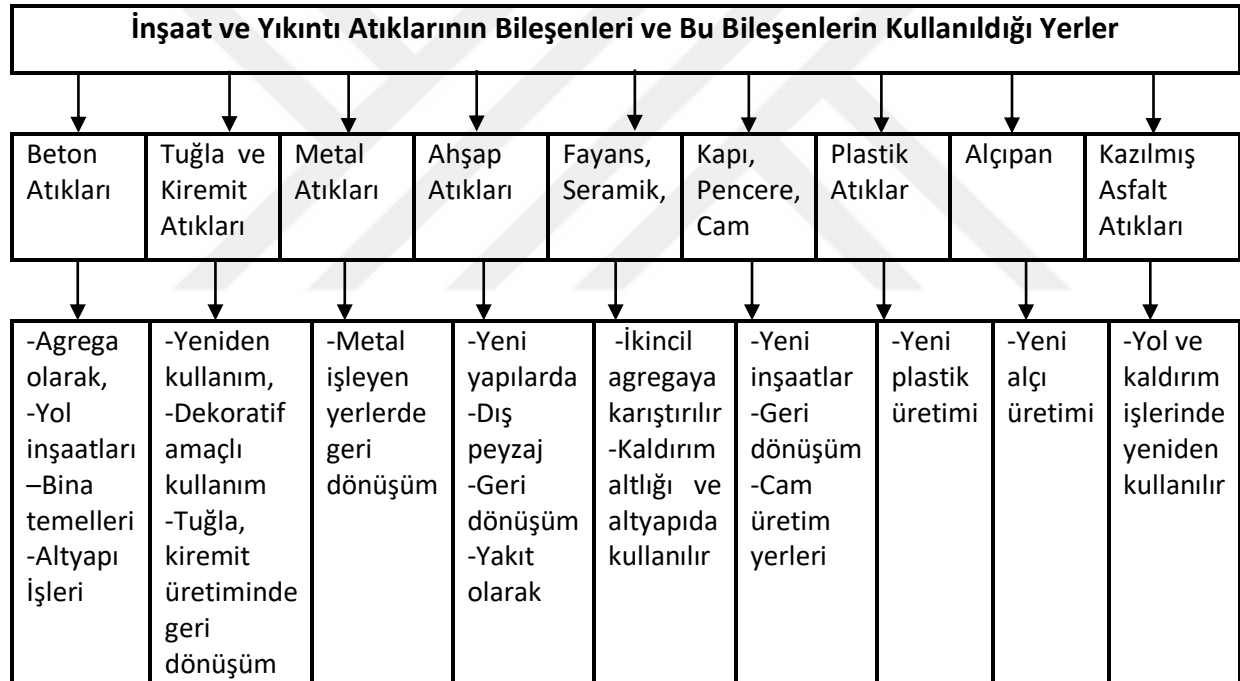 İnşaat ve Yıkıntı Atıklarının Bileşenleri ve Bu Bileşenlerin Kullanıldığı Yerler
Beton
Atıkları
Tuğla ve
Kiremit
Atıkları
Metal
Atıkları
Ahşap
Atıkları
Fayans,
Seramik,
Kapı,
Pencere,
Cam
Plastik
Atıklar
Alçıpan
Kazılmış
Asfalt
Atıkları
-Agrega
olarak,
-Yol
inşaatları
–Bina
temelleri
-Altyapı
İşleri
-Yeniden
kullanım,
-Dekoratif
amaçlı
kullanım
-Tuğla,
kiremit
üretiminde
geri
dönüşüm
-Metal
işleyen
yerlerde
geri
dönüşüm
-Yeni
yapılarda
-Dış
peyzaj
-Geri
dönüşüm
-Yakıt
olarak
-İkincil
agregaya
karıştırılır
-Kaldırım
altlığı ve
altyapıda
kullanılır
-Yeni
inşaatlar
-Geri
dönüşüm
-Cam
üretim
yerleri
-Yeni
plastik
üretimi
-Yeni
alçı
üretimi
-Yol ve
kaldırım
işlerinde
yeniden
kullanılır